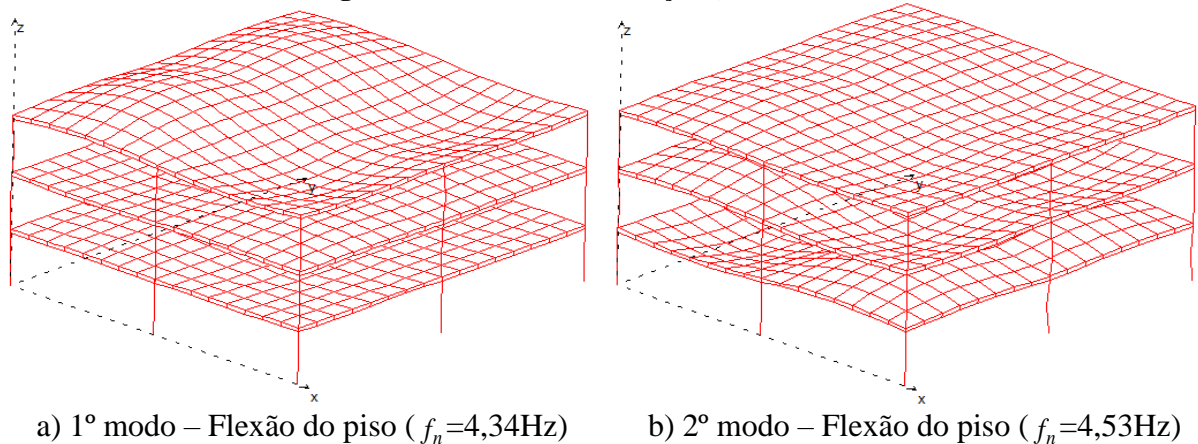 z
y
x
a) 1º modo – Flexão do piso ( fn=4,34Hz)
z
y
x
b) 2º modo – Flexão do piso ( fn=4,53Hz)